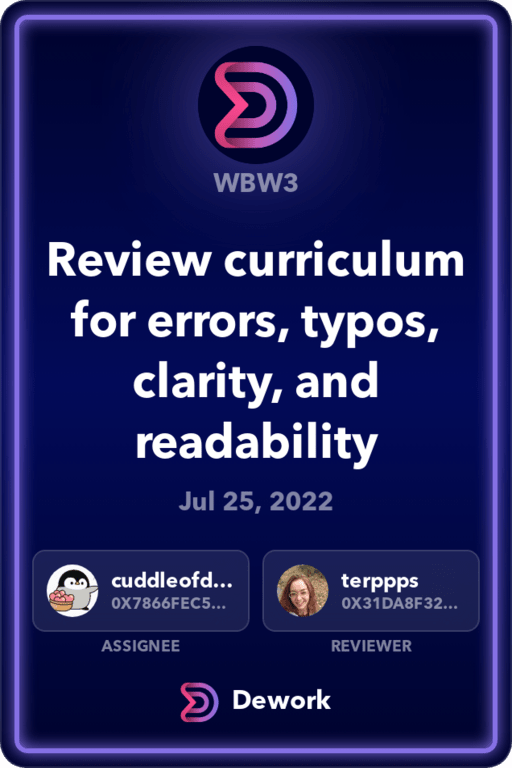 WBW3
Review curriculum
for errors, typos,
clarity, and
readability
Jul 25, 2022
cuddleofd...
0X7866FEC5...
ASSIGNEE
terppps
0X31DA8F32...
REVIEWER
Dework